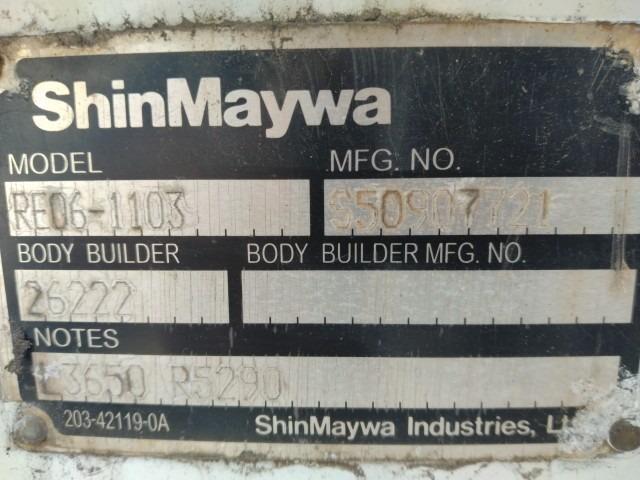 ShinMaywa
MODEL MFG. NO.
RE06-1103 S50907721
BODY BUILDER BODY BUILDER MFG. NO.
26222
NOTES
L3650 R5290
203-42119-0A ShinMaywa Industries,